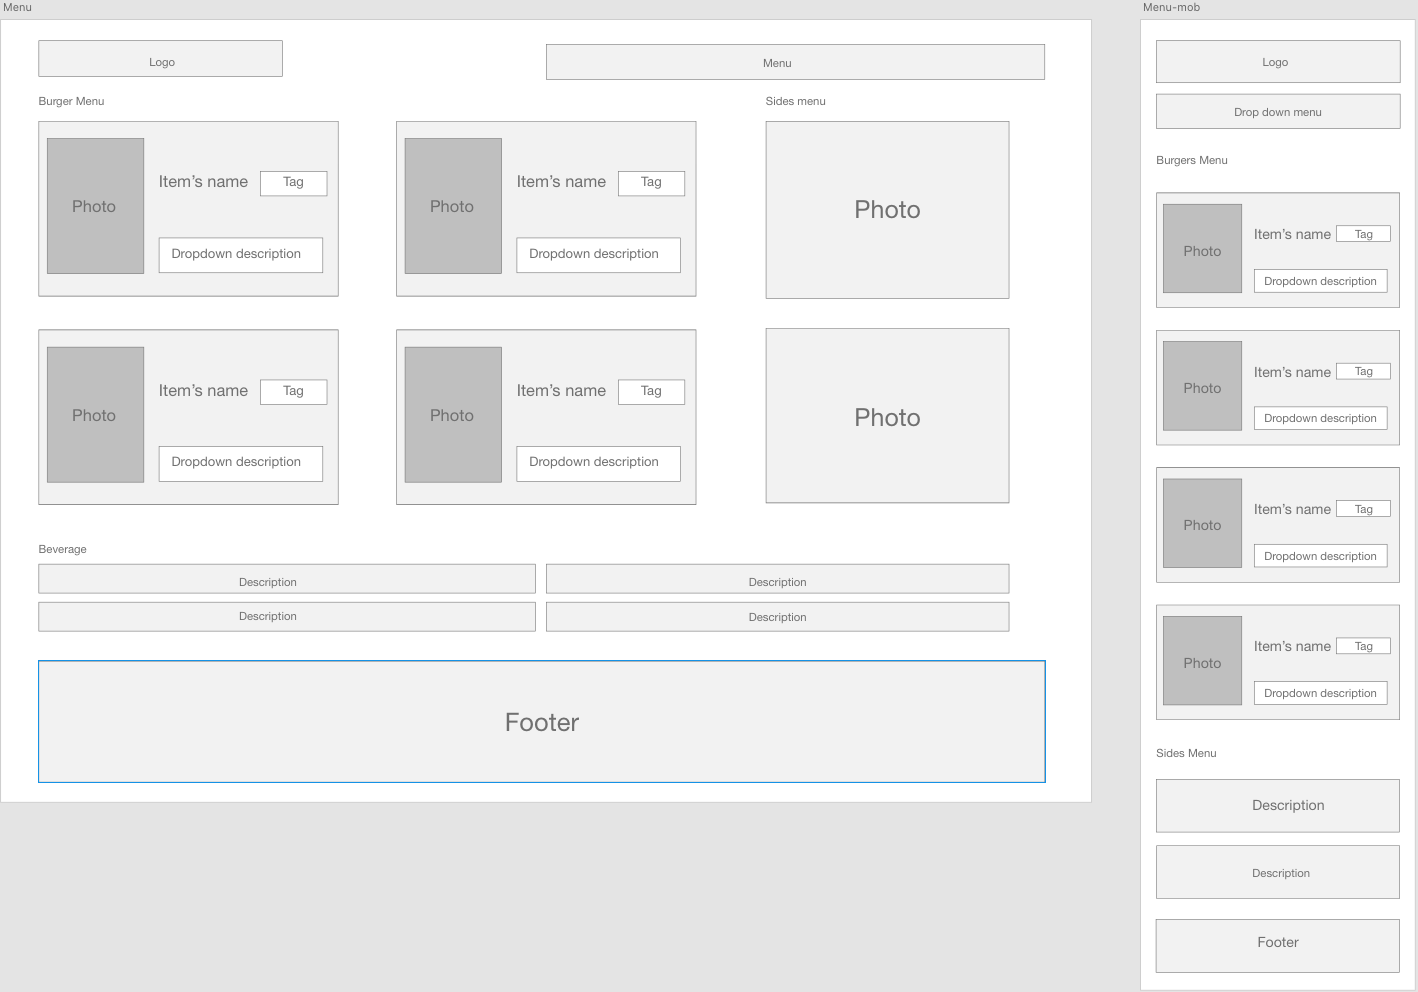 Menu
Logo
Menu
Burger Menu
Sides menu
Photo
Item's name
Tag
Dropdown description
Photo
Item's name
Tag
Dropdown description
Photo
Photo
Item's name
Tag
Dropdown description
Photo
Item's name
Tag
Dropdown description
Photo
Beverage
Description
Description
Description
Description
Footer
Menu-mob
Logo
Drop down menu
Burgers Menu
Photo
Item's name
Tag
Dropdown description
Photo
Item's name
Tag
Dropdown description
Photo
Item's name
Tag
Dropdown description
Photo
Item's name
Tag
Dropdown description
Sides Menu
Description
Description
Footer